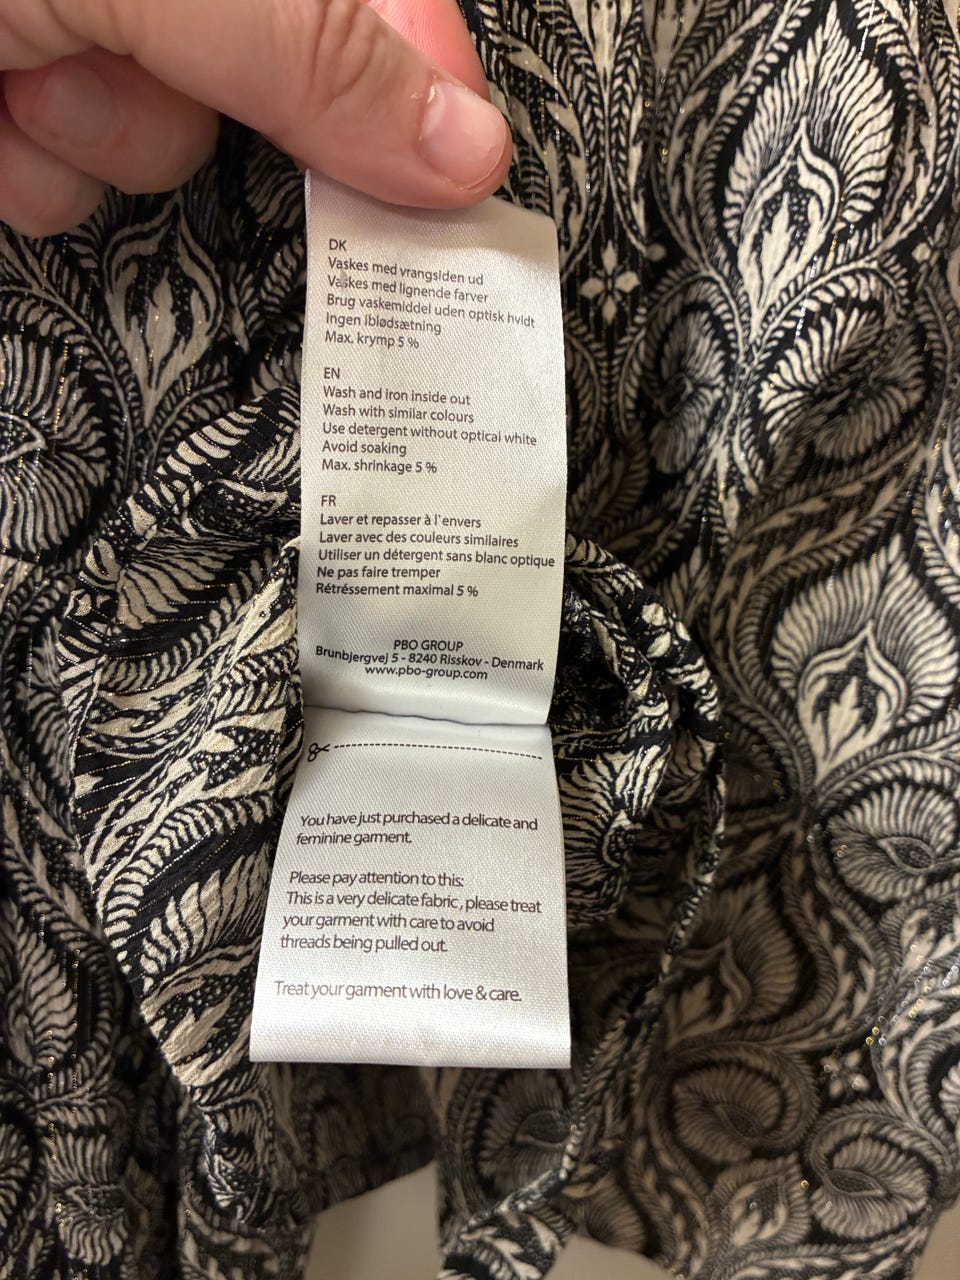 DK
Vaskes med vrangsiden ud
Vaskes med lignende farver
Brug vaskemiddel uden optisk hvidt
Ingen iblødsætning
Max. krymp 5 %
EN
Wash and iron inside out
Wash with similar colours
Use detergent without optical white
Avoid soaking
Max. shrinkage 5 %
FR
Laver et repasser à l'envers
Laver avec des couleurs similaires
Utiliser un détergent sans blanc optique
Ne pas faire tremper
Rétréssement maximal 5 %
PBO GROUP
Brunbjergvej 5 - 8240 Risskov - Denmark
www.pbo-group.com
You have just purchased a delicate and
feminine garment.
Please pay attention to this:
This is a very delicate fabric, please treat
your garment with care to avoid
threads being pulled out.
Treat your garment with love & care.